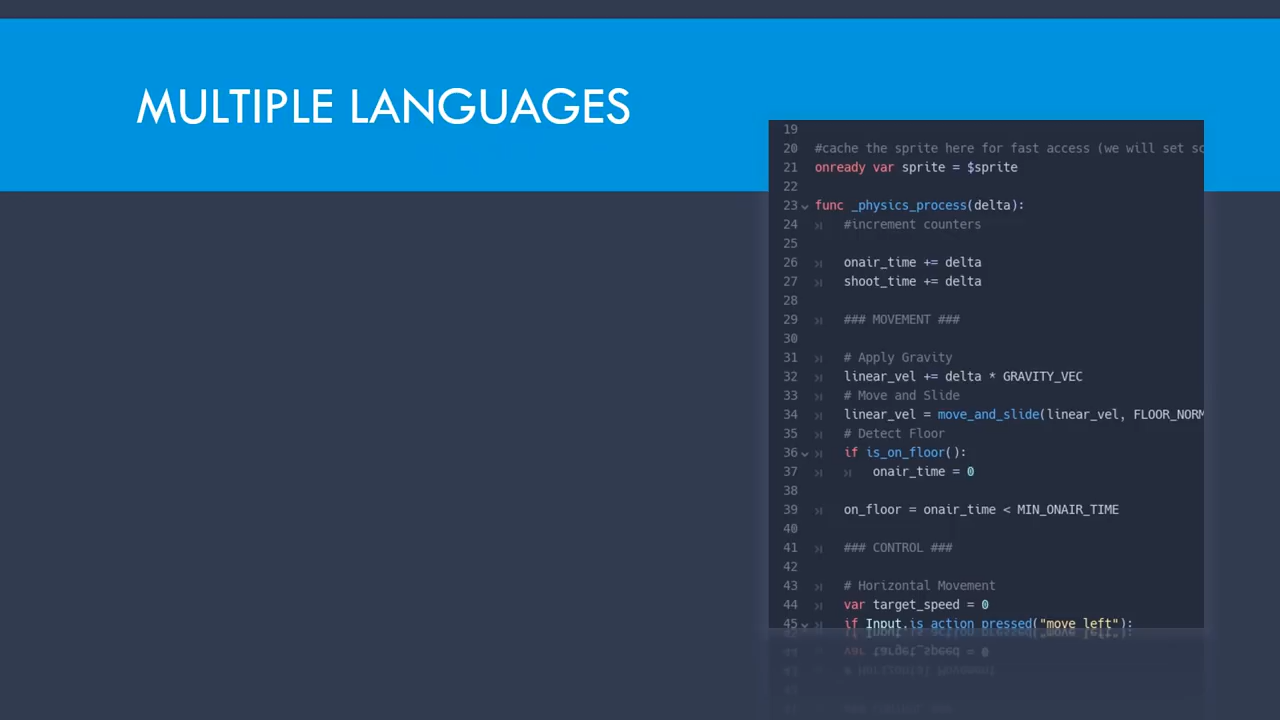 MULTIPLE LANGUAGES
19
20 #cache the sprite here for fast access (we will set sc
21 onready var sprite = $sprite
22
23 func _physics_process(delta):
24 #increment counters
25
26 onair_time += delta
27 shoot_time += delta
28
29 ### MOVEMENT ###
30
31 # Apply Gravity
32 linear_vel += delta * GRAVITY_VEC
33 # Move and Slide
34 linear_vel = move_and_slide(linear_vel, FLOOR_NORM
35 # Detect Floor
36 if is_on_floor():
37 onair_time = 0
38
39 on_floor = onair_time < MIN_ONAIR_TIME
40
41 ### CONTROL ###
42
43 # Horizontal Movement
44 var target_speed = 0
45 if Input.is_action_pressed("move_left"):